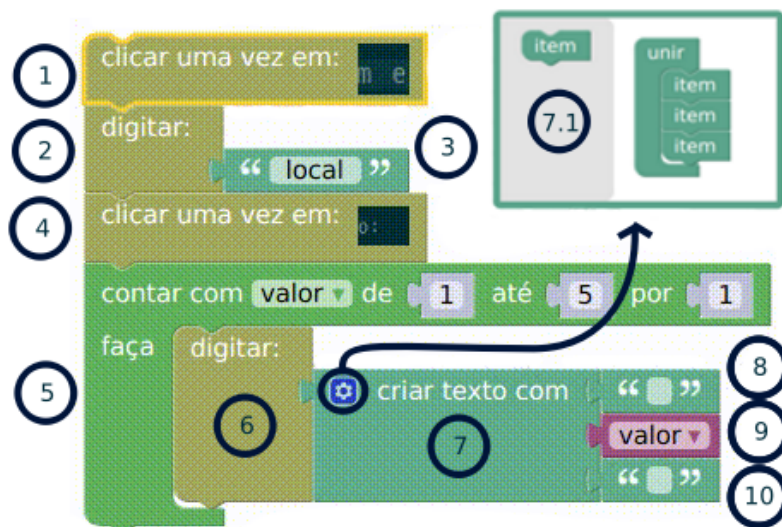 clicar uma vez em: m e
1
digitar:
2
“ local ”
3
clicar uma vez em: o:
4
item
7.1
unir
item
item
item
contar com valor de 1 até 5 por 1
faça
5
digitar:
6
criar texto com
7
“ ”
8
valor
9
“ ”
10